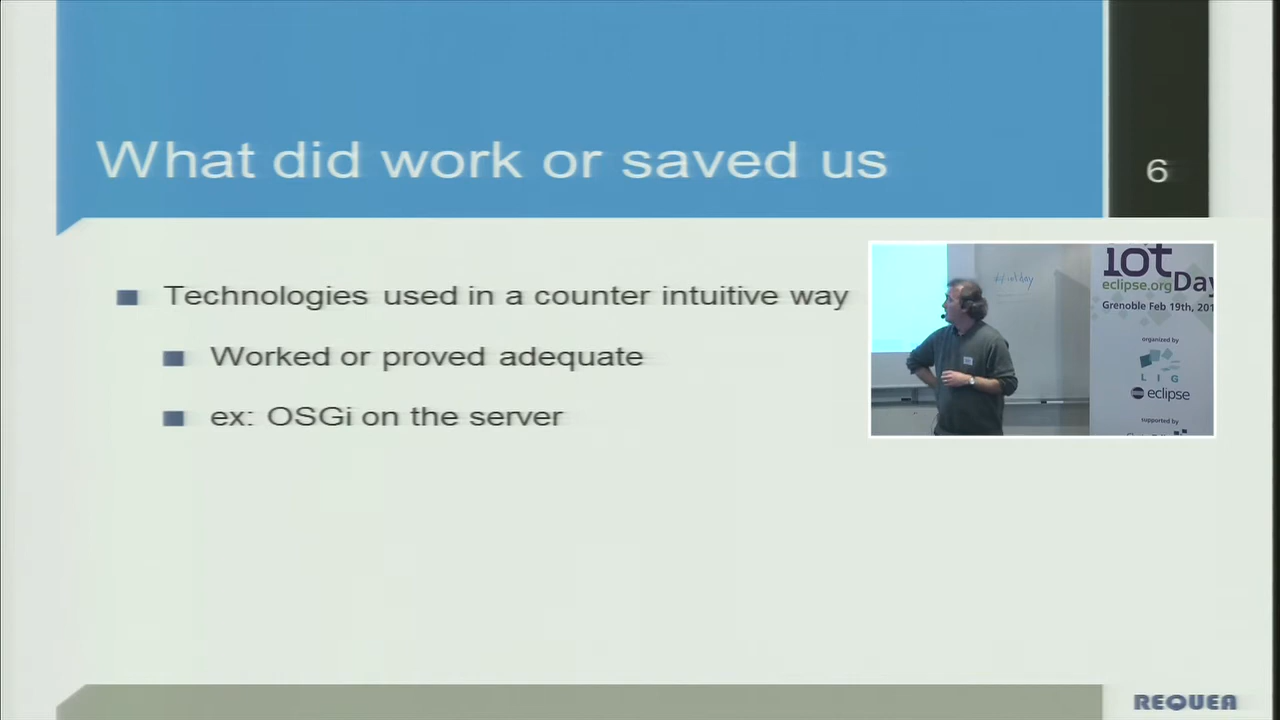 What did work or saved us
6
Technologies used in a counter intuitive way
Worked or proved adequate
ex: OSGi on the server
iot
eclipse.org Day
Grenoble Feb 19th, 201
organized by
LIG
eclipse
supported by
REQUEA